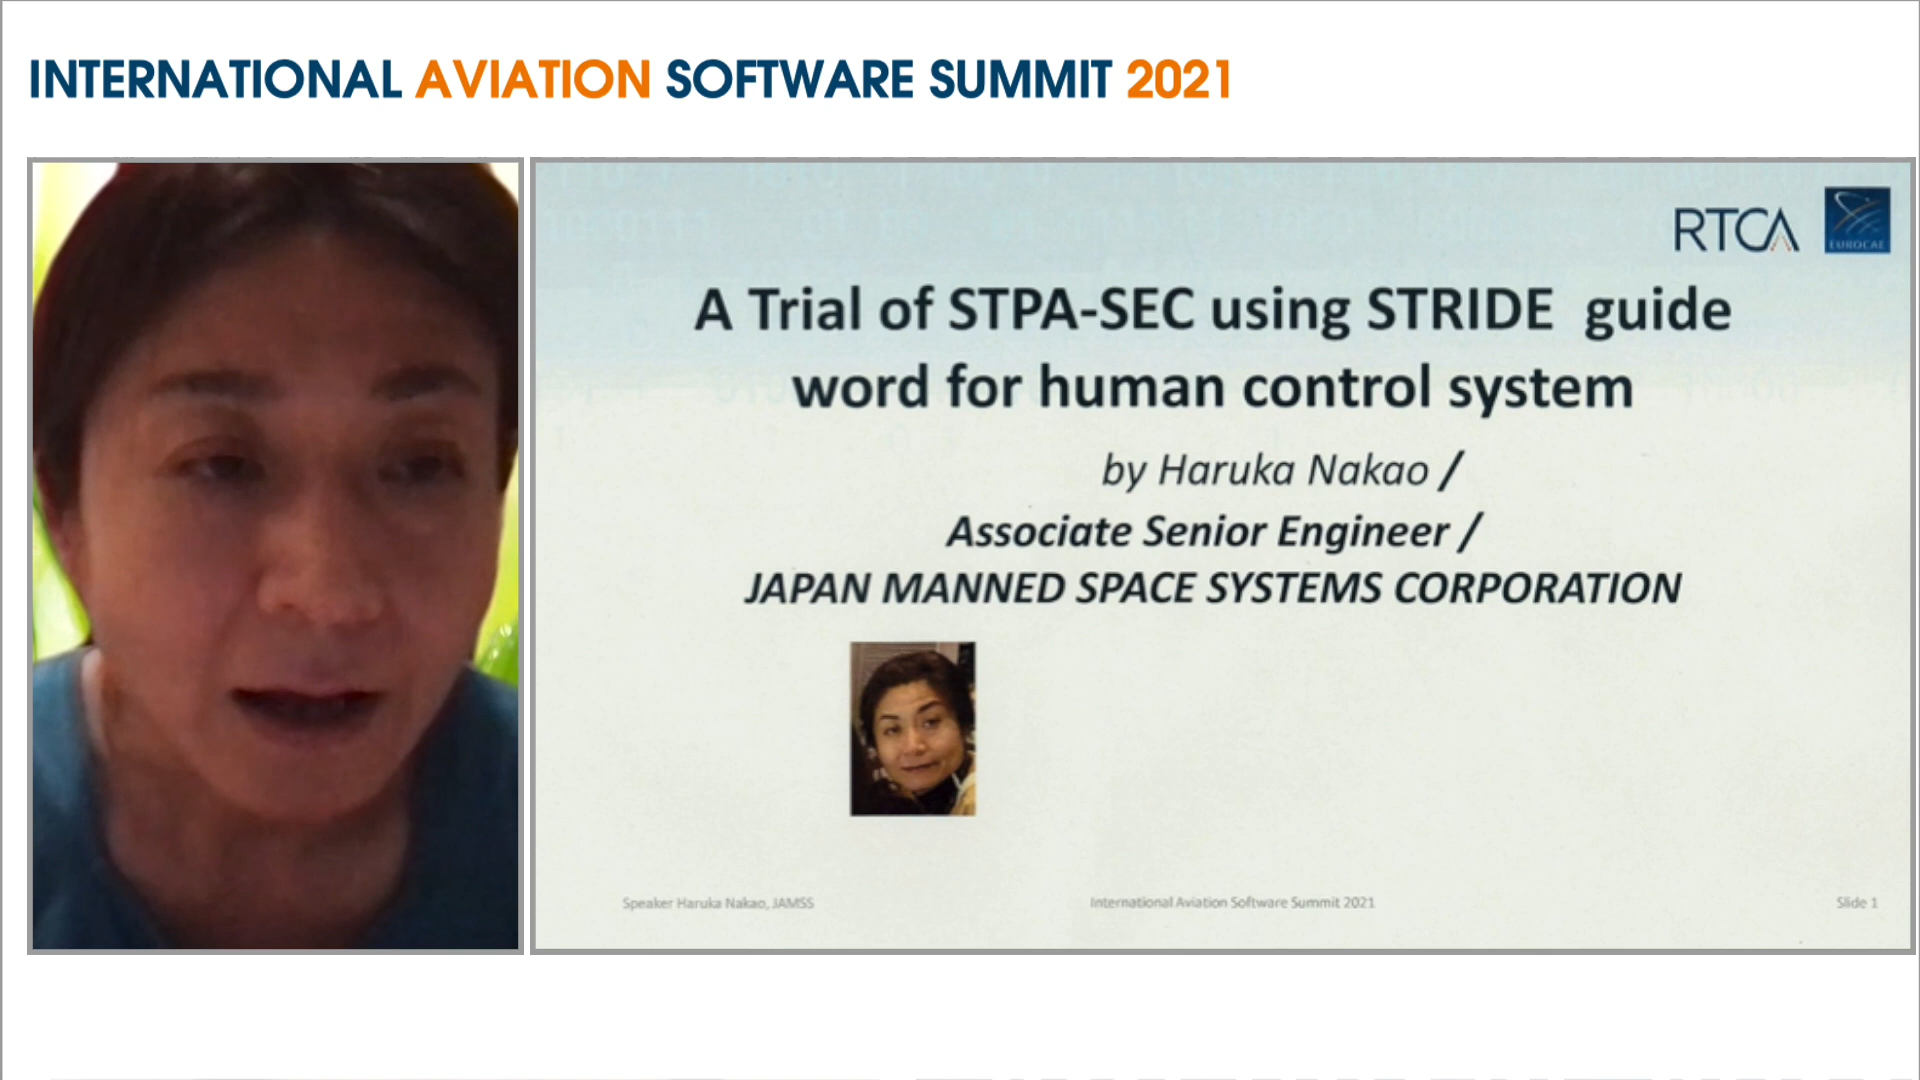 INTERNATIONAL AVIATION SOFTWARE SUMMIT 2021
RTCA
EUROCAE
A Trial of STPA-SEC using STRIDE guide
word for human control system
by Haruka Nakao /
Associate Senior Engineer /
JAPAN MANNED SPACE SYSTEMS CORPORATION
Speaker Haruka Nakao, JAMSS
International Aviation Software Summit 2021
Slide 1